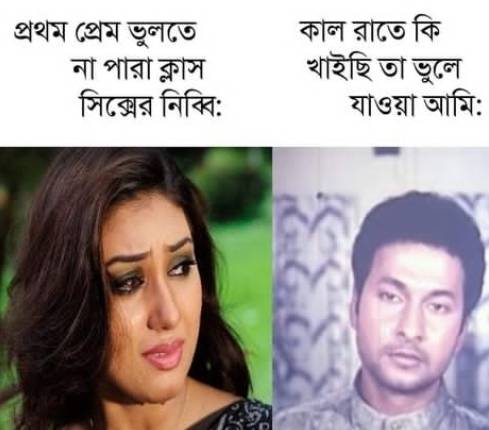 প্রথম প্রেম ভুলতে
না পারা ক্লাস
সিক্সের নিব্বি:
কাল রাতে কি
খাইছি তা ভুলে
যাওয়া আমি: